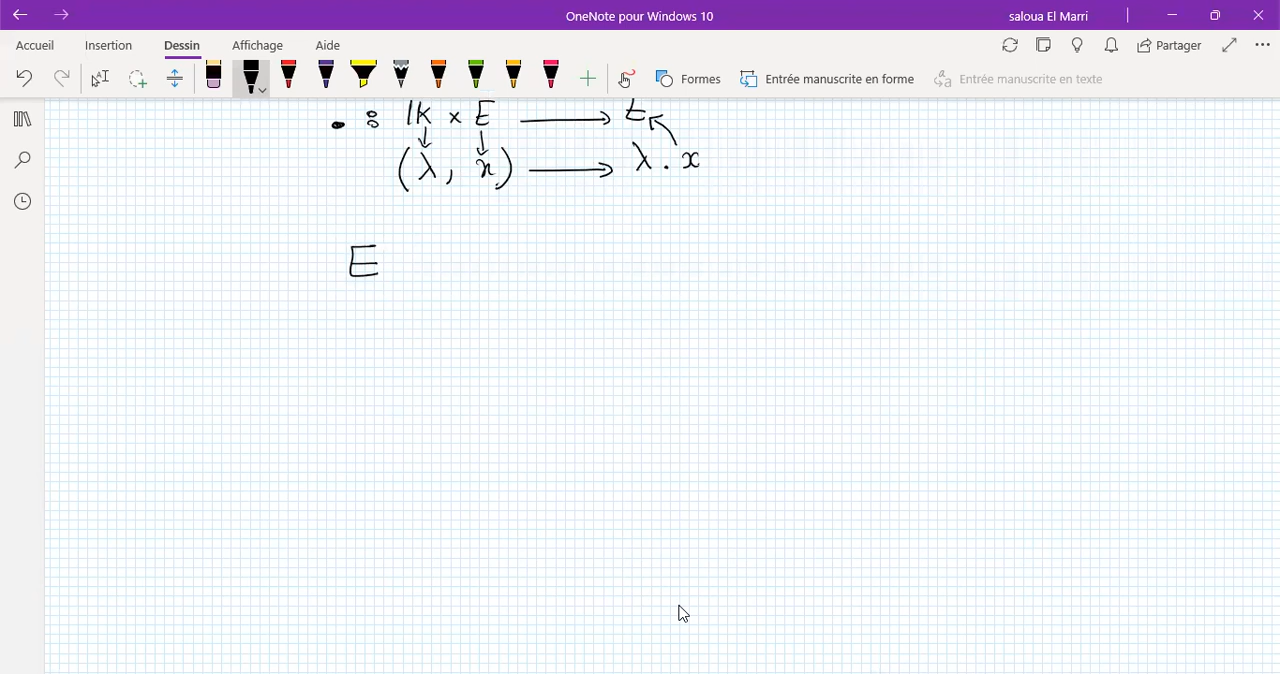 OneNote pour Windows 10
saloua El Marri
Accueil Insertion Dessin Affichage Aide Partager
Formes Entrée manuscrite en forme Entrée manuscrite en texte
• : IK × E → E
(λ, x) → λ . x
E